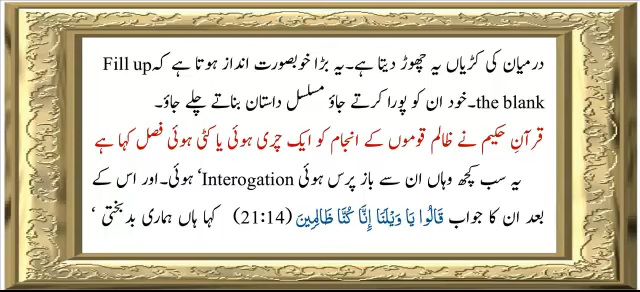 درمیان کی کڑیاں یہ چھوڑ دیتا ہے۔یہ بڑا خوبصورت انداز ہوتا ہے کہ Fill up
the blank۔خود ان کو پورا کرتے جاؤ مسلسل داستان بناتے چلے جاؤ۔
قرآنِ حکیم نے ظالم قوموں کے انجام کو ایک چری ہوئی یا کٹی ہوئی فصل کہا ہے
یہ سب کچھ وہاں ان سے باز پرس ہوئی Interogation‘ ہوئی۔اور اس کے
بعد ان کا جواب قَالُوا يَا وَيْلَنَا إِنَّا كُنَّا ظَالِمِينَ (21:14) کہا ہاں ہماری بدبختی ‘